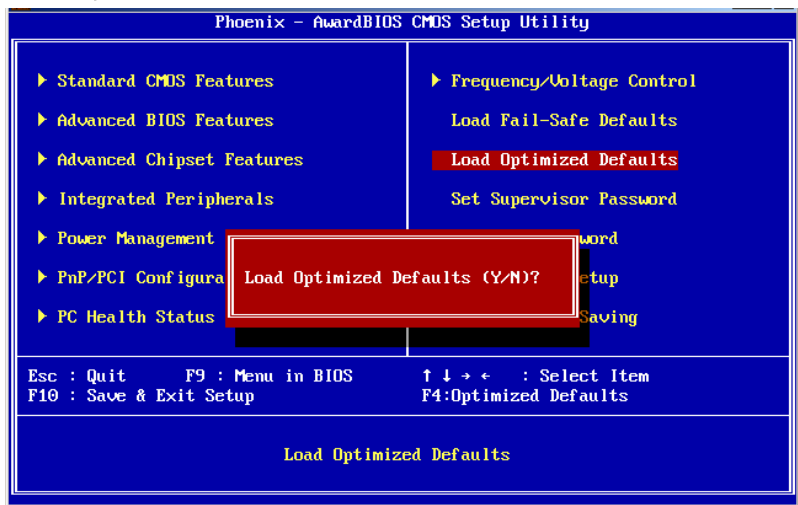 Phoenix - AwardBIOS CMOS Setup Utility
Standard CMOS Features
Advanced BIOS Features
Advanced Chipset Features
Integrated Peripherals
Power Management
PnP/PCI Configura
PC Health Status
Frequency/Voltage Control
Load Fail-Safe Defaults
Load Optimized Defaults
Set Supervisor Password
word
etup
Saving
Load Optimized Defaults (Y/N)?
Esc : Quit F9 : Menu in BIOS ↑ ↓ → ← : Select Item
F10 : Save & Exit Setup F4:Optimized Defaults
Load Optimized Defaults